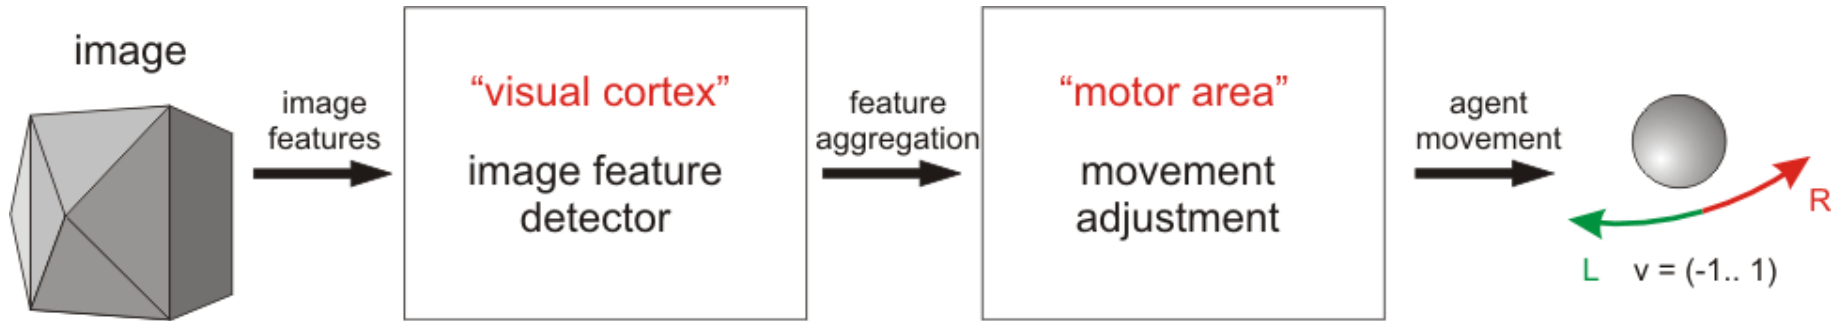 image
image
features
“visual cortex”
image feature
detector
feature
aggregation
“motor area”
movement
adjustment
agent
movement
R
L v = (-1.. 1)